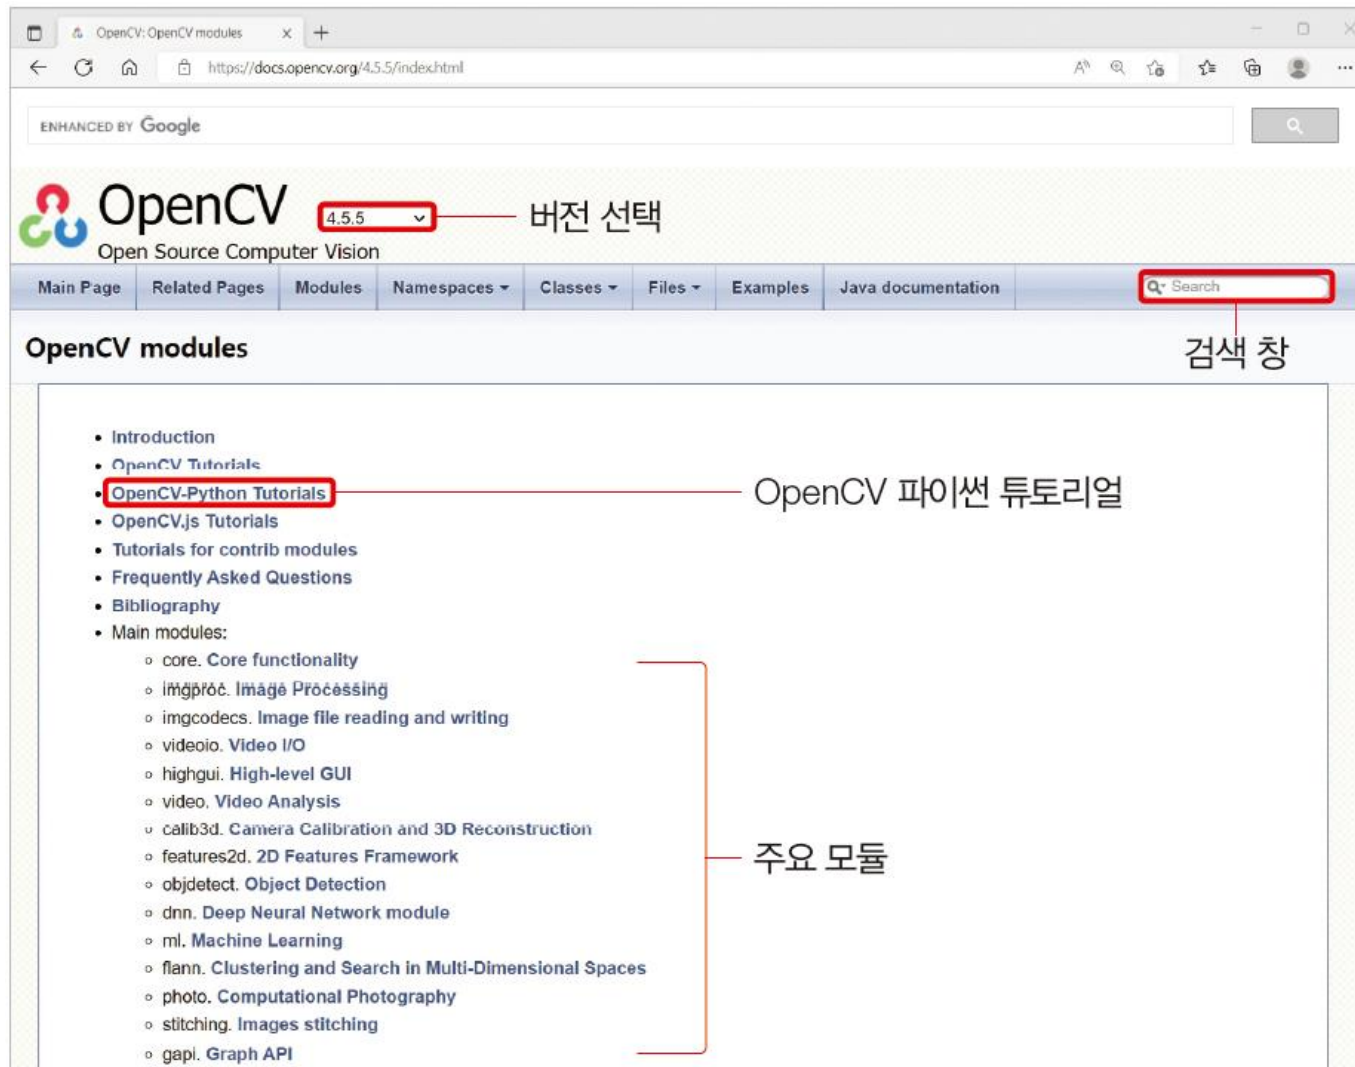 OpenCV: OpenCV modules
https://docs.opencv.org/4.5.5/index.html
ENHANCED BY Google
OpenCV 4.5.5 버전 선택
Open Source Computer Vision
Main Page Related Pages Modules Namespaces Classes Files Examples Java documentation Search
OpenCV modules 검색 창
• Introduction
• OpenCV Tutorials
• OpenCV-Python Tutorials OpenCV 파이썬 튜토리얼
• OpenCV.js Tutorials
• Tutorials for contrib modules
• Frequently Asked Questions
• Bibliography
• Main modules:
core. Core functionality
imgproc. Image Processing
imgcodecs. Image file reading and writing
videoio. Video I/O
highgui. High-level GUI
video. Video Analysis
calib3d. Camera Calibration and 3D Reconstruction
features2d. 2D Features Framework 주요 모듈
objdetect. Object Detection
dnn. Deep Neural Network module
ml. Machine Learning
flann. Clustering and Search in Multi-Dimensional Spaces
photo. Computational Photography
stitching. Images stitching
gapi. Graph API